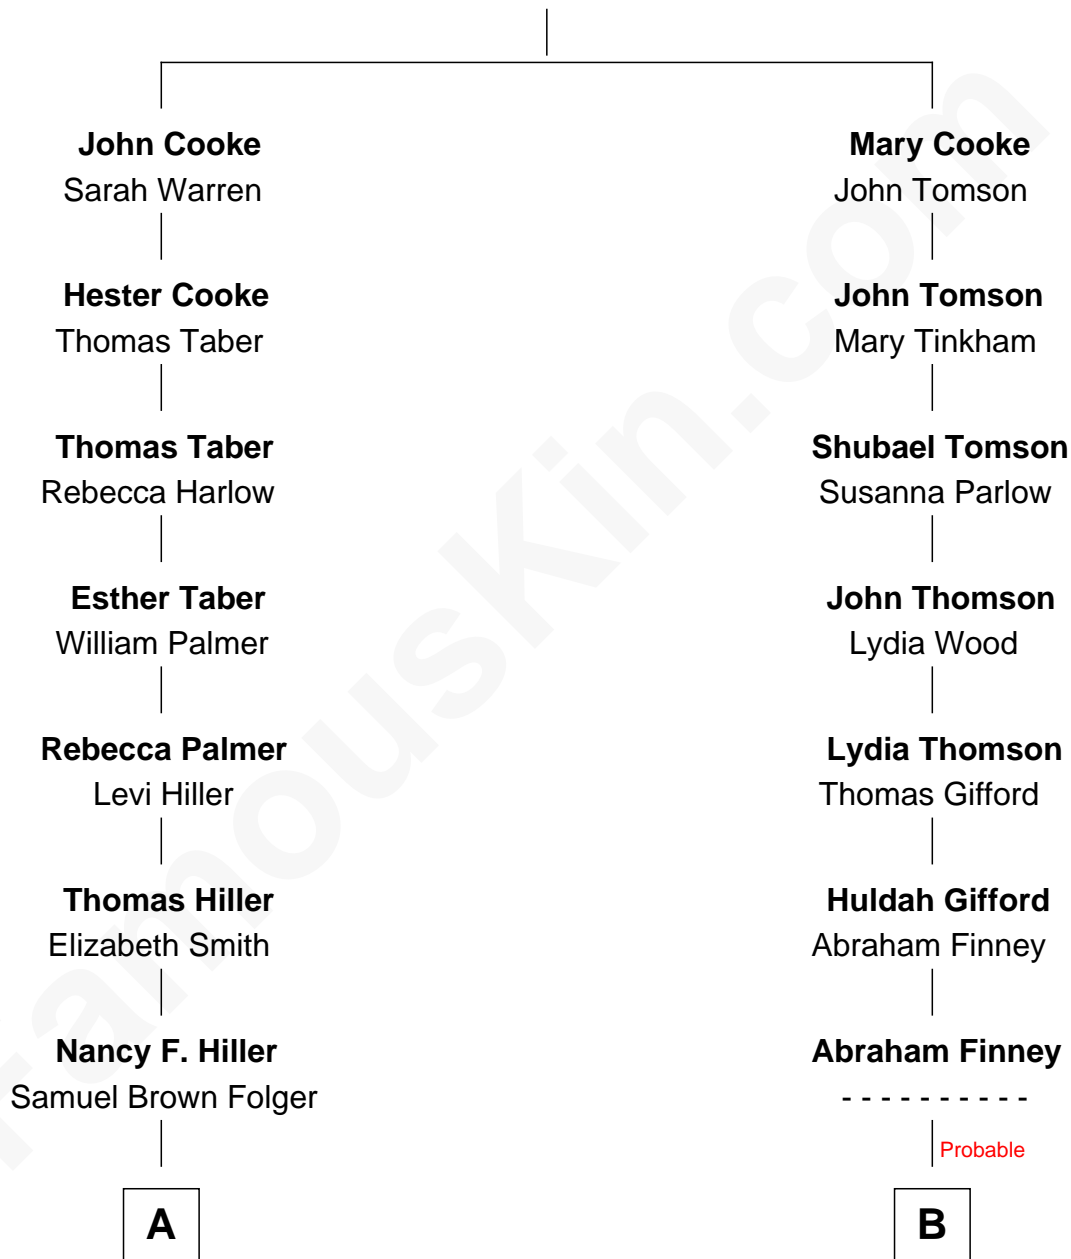 John Cooke
Sarah Warren
Hester Cooke
Thomas Taber
Thomas Taber
Rebecca Harlow
Esther Taber
William Palmer
Rebecca Palmer
Levi Hiller
Thomas Hiller
Elizabeth Smith
Nancy F. Hiller
Samuel Brown Folger
A
Mary Cooke
John Tomson
John Tomson
Mary Tinkham
Shubael Tomson
Susanna Parlow
John Thomson
Lydia Wood
Lydia Thomson
Thomas Gifford
Huldah Gifford
Abraham Finney
Abraham Finney
- - - - - - - - - -
Probable
B
FamousKin.com